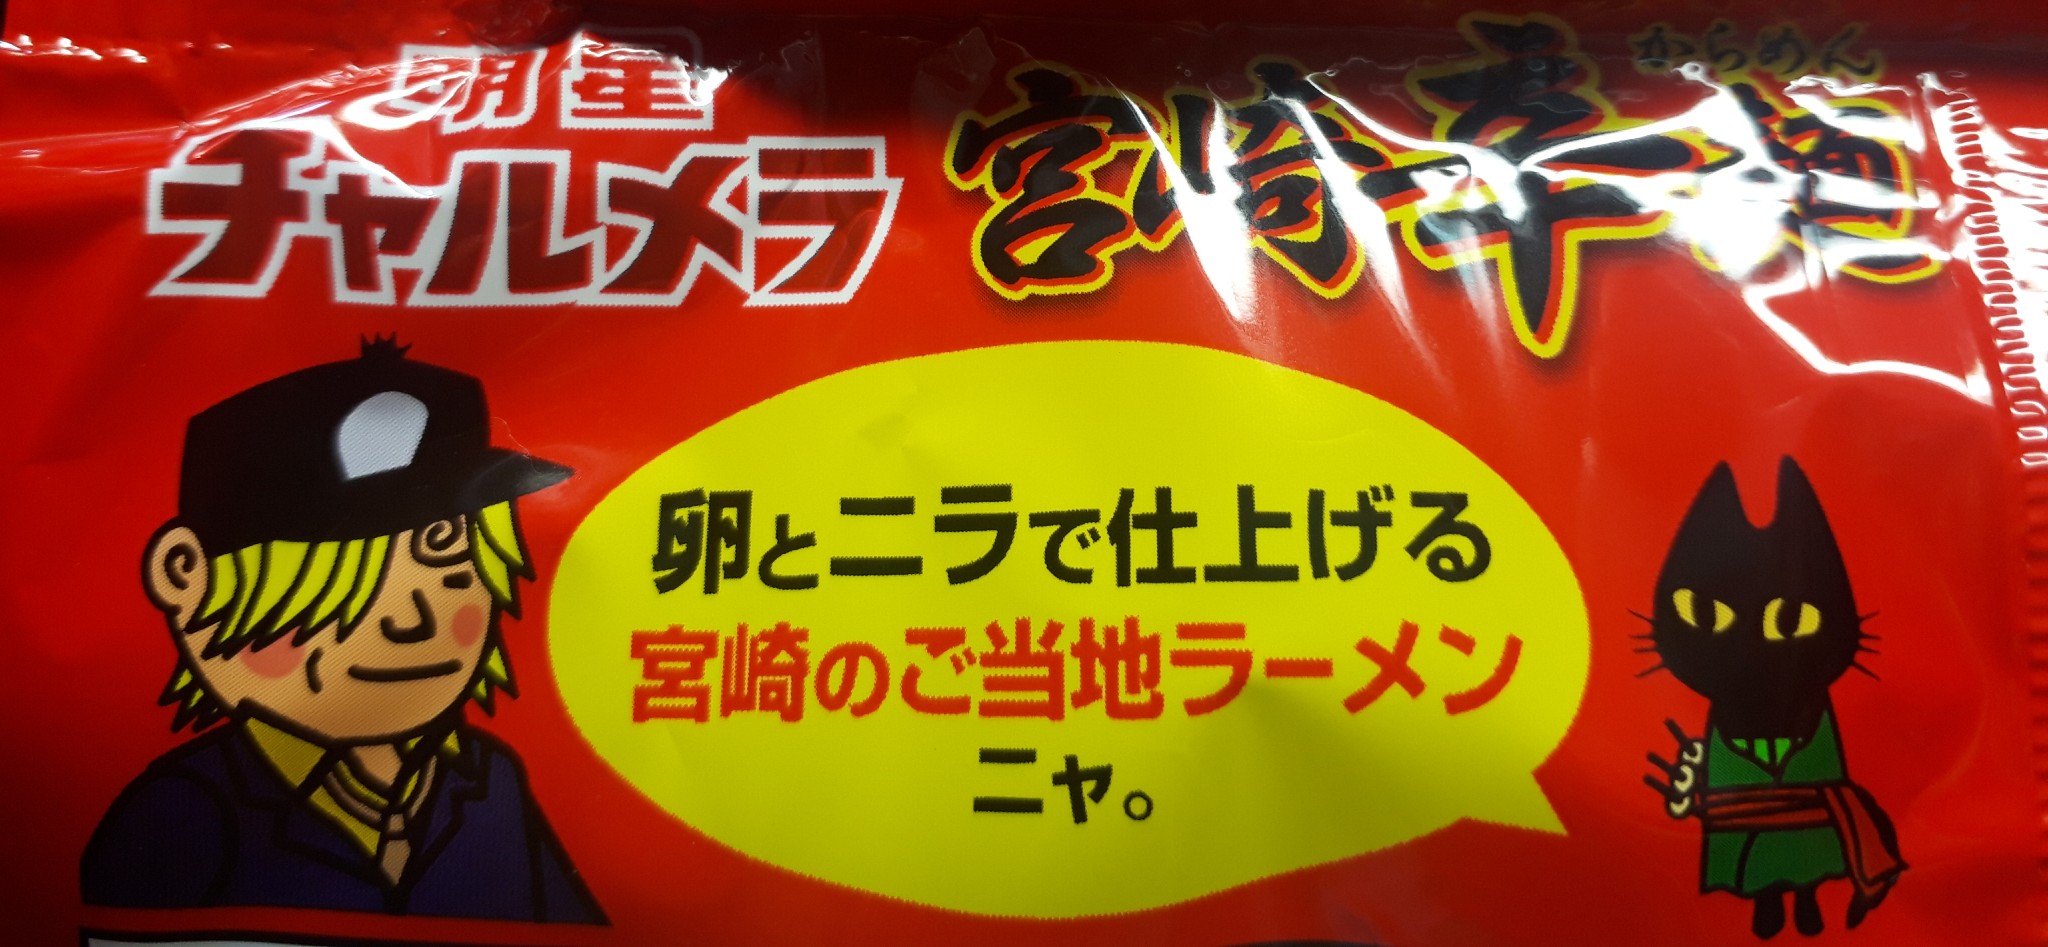 明星
チャルメラ
からめん
宮崎辛麺
卵とニラで仕上げる
宮崎のご当地ラーメン
ニャ。